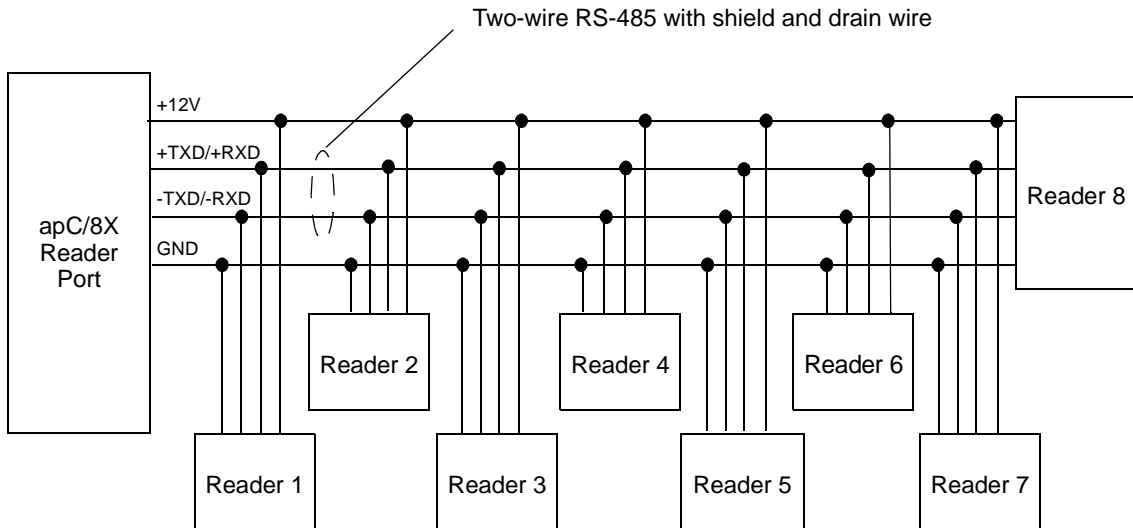 Two-wire RS-485 with shield and drain wire
+12V
+TXD/+RXD
-TXD/-RXD
GND
apC/8X
Reader
Port
Reader 8
Reader 2
Reader 4
Reader 6
Reader 1
Reader 3
Reader 5
Reader 7